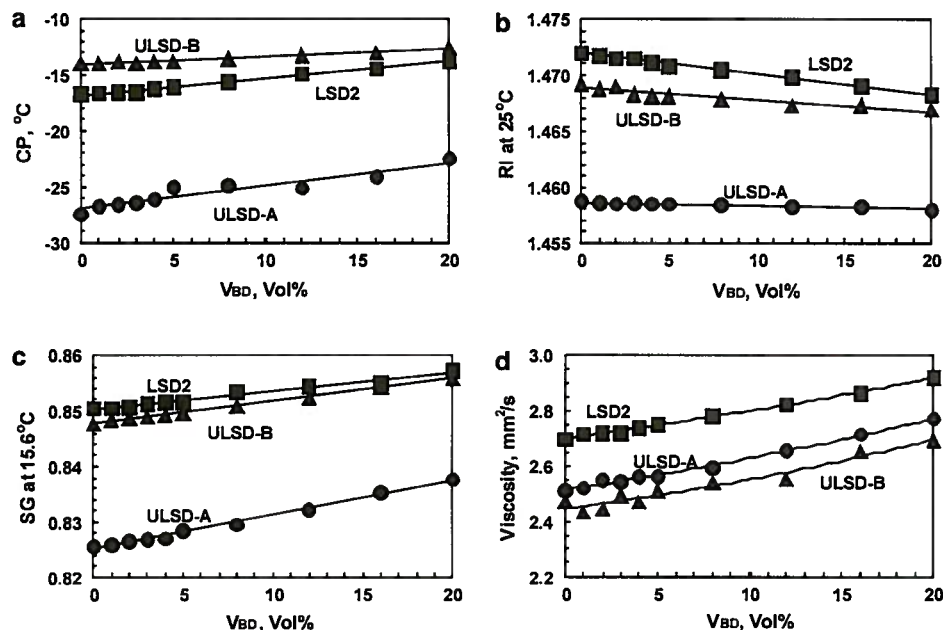 a
-10
-15
-20
-25
-30
CP, °C
ULSD-B
LSD2
ULSD-A
0 5 10 15 20
VBD, Vol%
b
1.475
1.470
1.465
1.460
1.455
RI at 25°C
LSD2
ULSD-B
ULSD-A
0 5 10 15 20
VBD, Vol%
c
0.86
0.85
0.84
0.83
0.82
SG at 15.6°C
LSD2
ULSD-B
ULSD-A
0 5 10 15 20
VBD, Vol%
d
3.0
2.8
2.6
2.4
2.2
Viscosity, mm²/s
LSD2
ULSD-A
ULSD-B
0 5 10 15 20
VBD, Vol%